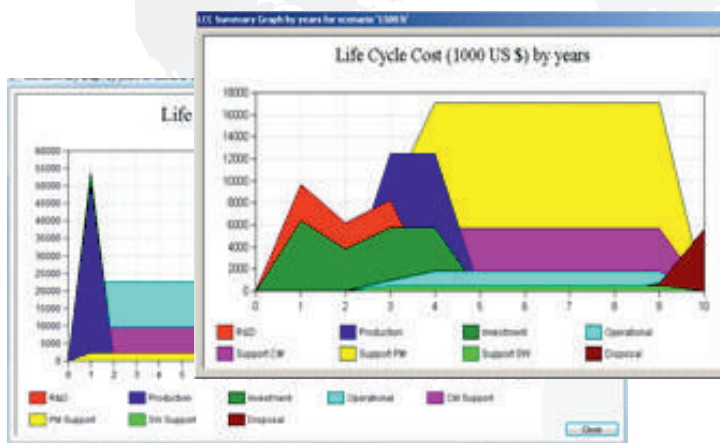 LCC Summary Graph by years for scenario
Life Cycle Cost (1000 US $) by years
18000
16000
14000
12000
10000
8000
6000
4000
2000
0
0 1 2 3 4 5 6 7 8 9 10
R&D Production Investment Operational
Support CM Support PM Support SW Disposal
Life
60000
55000
50000
45000
40000
35000
30000
25000
20000
15000
10000
5000
0
0 1 2 3 4 5
R&D Production Investment Operational CM Support
PM Support SW Support Disposal
Close